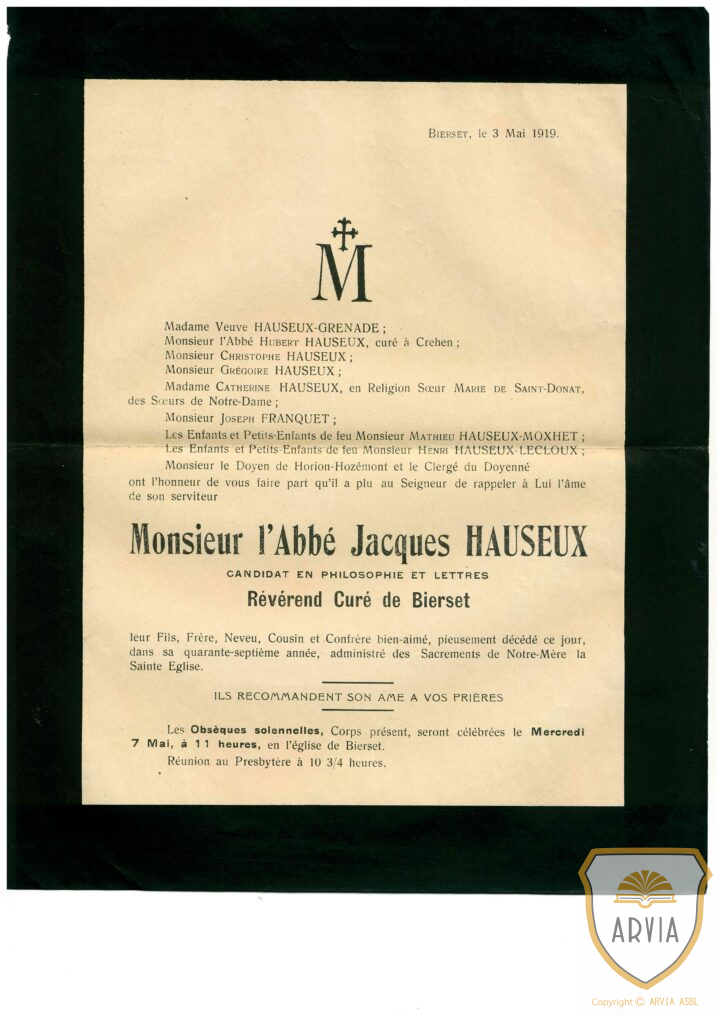 BIERSET, le 3 Mai 1919.
M
Madame Veuve HAUSEUX-GRENADE ;
Monsieur l'Abbé HUBERT HAUSEUX, curé à Crehen ;
Monsieur CHRISTOPHE HAUSEUX ;
Monsieur GRÉGOIRE HAUSEUX ;
Madame CATHERINE HAUSEUX, en Religion Sœur MARIE DE SAINT-DONAT,
des Sœurs de Notre-Dame ;
Monsieur JOSEPH FRANQUET ;
Les Enfants et Petits-Enfants de feu Monsieur MATHIEU HAUSEUX-MOXHET ;
Les Enfants et Petits-Enfants de feu Monsieur HENRI HAUSEUX-LECLOUX ;
Monsieur le Doyen de Horion-Hozémont et le Clergé du Doyenné
ont l'honneur de vous faire part qu'il a plu au Seigneur de rappeler à Lui l'âme
de son serviteur
Monsieur l'Abbé Jacques HAUSEUX
CANDIDAT EN PHILOSOPHIE ET LETTRES
Révérend Curé de Bierset
leur Fils, Frère, Neveu, Cousin et Confrère bien-aimé, pieusement décédé ce jour,
dans sa quarante-septième année, administré des Sacrements de Notre-Mère la
Sainte Eglise.
ILS RECOMMANDENT SON AME A VOS PRIÈRES
Les Obsèques solennelles, Corps présent, seront célébrées le Mercredi
7 Mai, à 11 heures, en l'église de Bierset.
Réunion au Presbytère à 10 3/4 heures.
ARVIA
Copyright © ARVIA ASBL